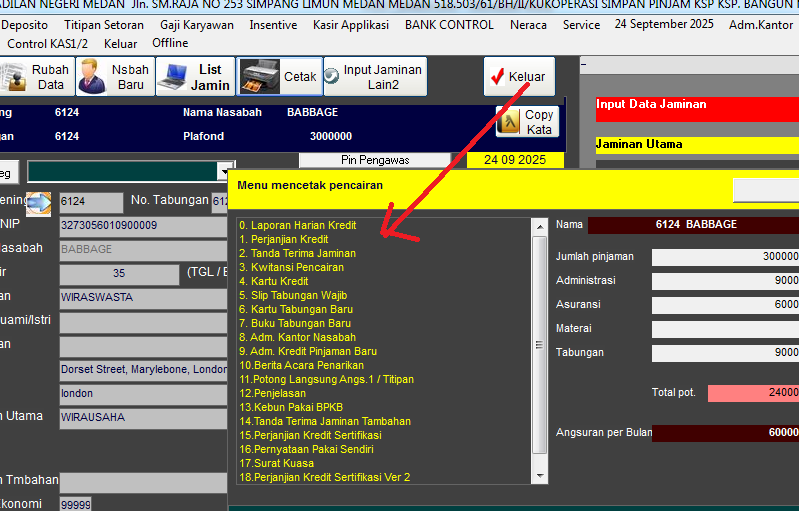 ADILAN NEGERI MEDAN Jln. SM.RAJA NO 253 SIMPANG LIMUN MEDAN MEDAN 518.503/61/BH/II/KUKOPERASI SIMPAN PINJAM KSP KSP. BANGUN
Deposito Titipan Setoran Gaji Karyawan Insentive Kasir Applikasi BANK CONTROL Neraca Service 24 September 2025 Adm.Kantor
Control KAS1/2 Keluar Offline
Rubah Data
Nsbah Baru
List Jamin
Cetak
Input Jaminan Lain2
Keluar
Input Data Jaminan
Jaminan Utama
ng 6124 Nama Nasabah BABBAGE
gan 6124 Plafond 3000000
Copy Kata
Pin Pengawas 24 09 2025
eg
ening 6124 No. Tabungan 612
NIP 3273056010900009
Nasabah BABBAGE
ir 35 (TGL / B
an WIRASWASTA
uami/Istri
an
Dorset Street, Marylebone, London
london
n Utama WIRAUSAHA
n Tmbahan
Ekonomi 99999
Menu mencetak pencairan
0. Laporan Harian Kredit
1. Perjanjian Kredit
2. Tanda Terima Jaminan
3. Kwitansi Pencairan
4. Kartu Kredit
5. Slip Tabungan Wajib
6. Kartu Tabungan Baru
7. Buku Tabungan Baru
8. Adm. Kantor Nasabah
9. Adm. Kredit Pinjaman Baru
10.Berita Acara Penarikan
11.Potong Langsung Angs.1 / Titipan
12.Penjelasan
13.Kebun Pakai BPKB
14.Tanda Terima Jaminan Tambahan
15.Perjanjian Kredit Sertifikasi
16.Pernyataan Pakai Sendiri
17.Surat Kuasa
18.Perjanjian Kredit Sertifikasi Ver 2
Nama 6124 BABBAGE
Jumlah pinjaman 300000
Administrasi 9000
Asuransi 6000
Materai
Tabungan 9000
Total pot. 24000
Angsuran per Bulan 60000